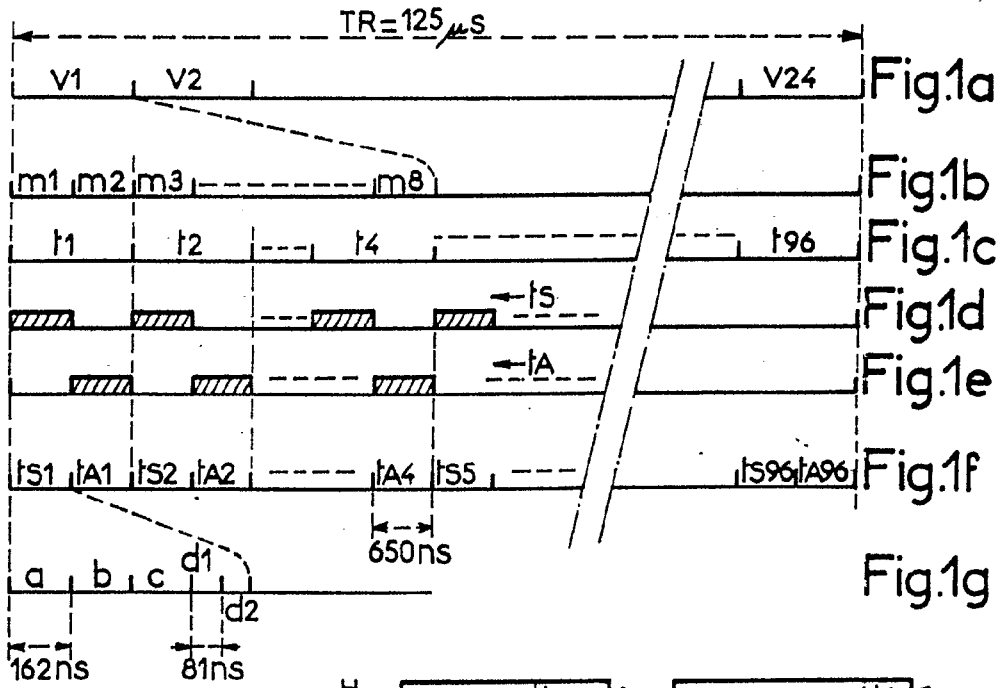 TR=125µs
V1 V2 V24 Fig.1a
m1 m2 m3 m8 Fig.1b
t1 t2 t4 t96 Fig.1c
tS Fig.1d
tA Fig.1e
tS1 tA1 tS2 tA2 tA4 tS5 tS96 tA96 Fig.1f
650ns
a b c d1 d2 Fig.1g
162ns 81ns